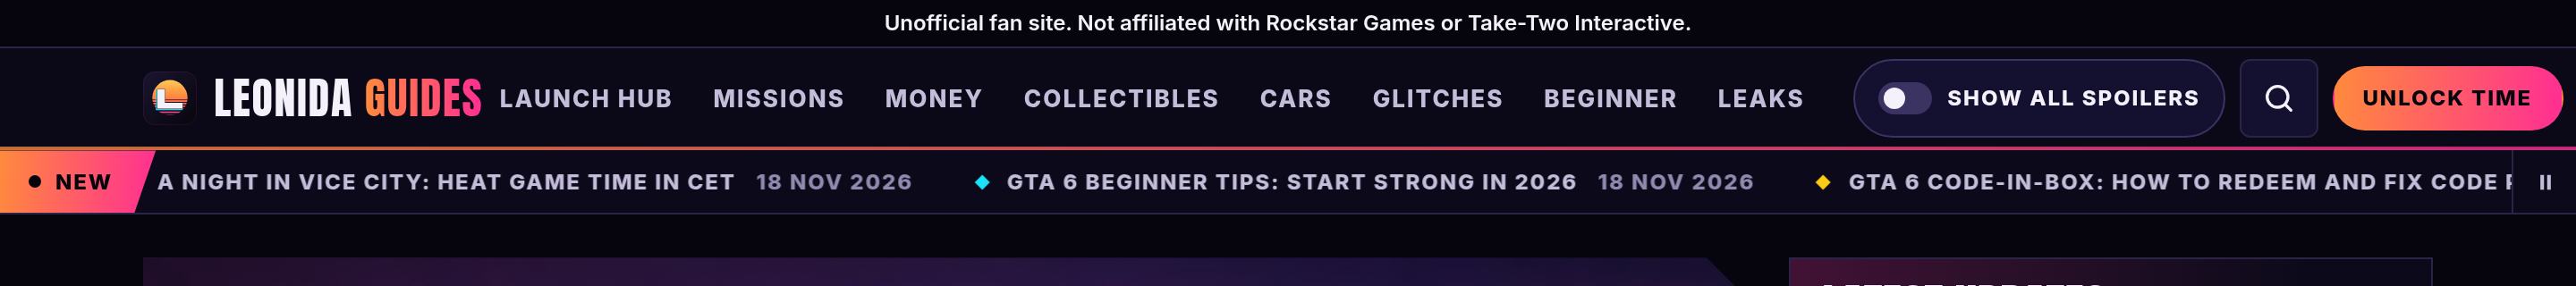 Unofficial fan site. Not affiliated with Rockstar Games or Take-Two Interactive.
LEONIDA GUIDES LAUNCH HUB MISSIONS MONEY COLLECTIBLES CARS GLITCHES BEGINNER LEAKS SHOW ALL SPOILERS UNLOCK TIME
NEW A NIGHT IN VICE CITY: HEAT GAME TIME IN CET 18 NOV 2026 GTA 6 BEGINNER TIPS: START STRONG IN 2026 18 NOV 2026 GTA 6 CODE-IN-BOX: HOW TO REDEEM AND FIX CODE